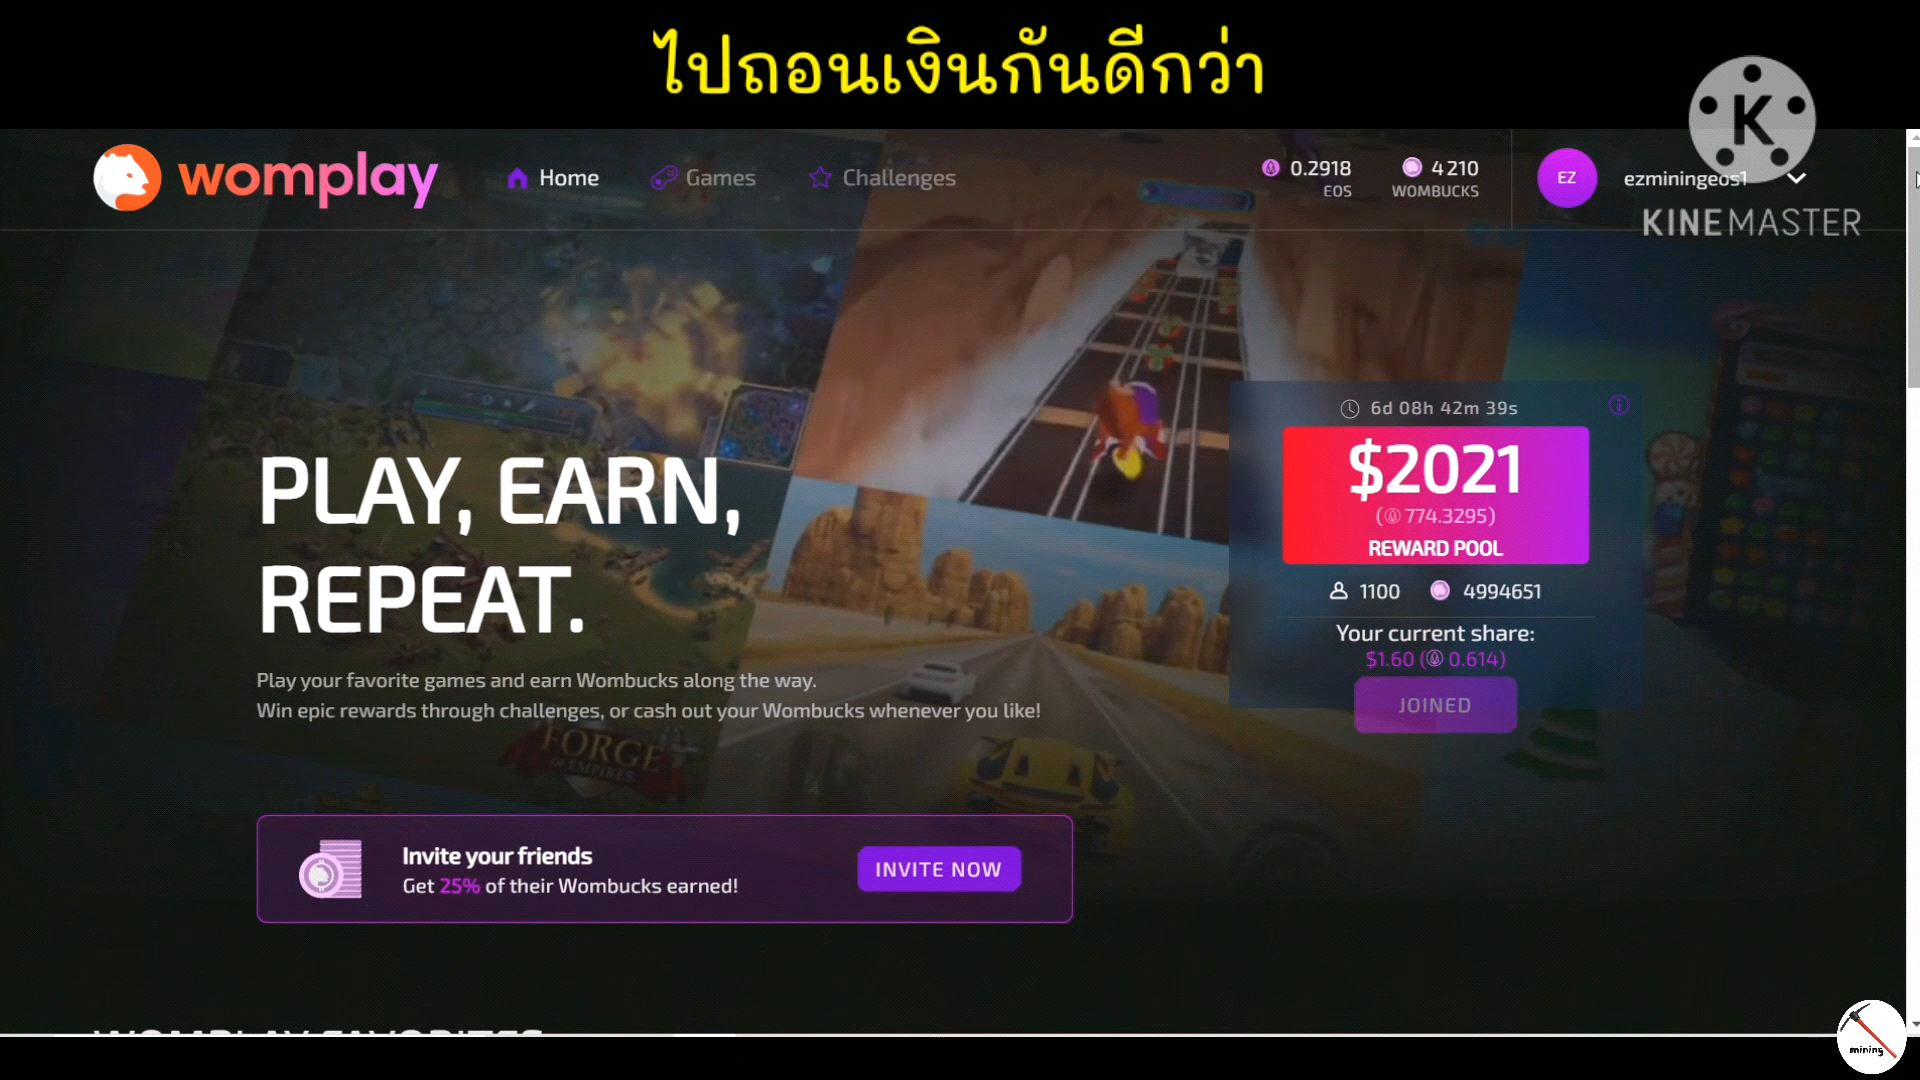 ไปถอนเงินกันดีกว่า
K
KINEMASTER
womplay
Home
Games
Challenges
0.2918
EOS
4210
WOMBUCKS
EZ
ezminingeos1
6d 08h 42m 39s
$2021
(774.3295)
REWARD POOL
1100
4994651
Your current share:
$1.60 (0.614)
JOINED
PLAY, EARN,
REPEAT.
Play your favorite games and earn Wombucks along the way.
Win epic rewards through challenges, or cash out your Wombucks whenever you like!
FORGE
OF EMPIRES
Invite your friends
Get 25% of their Wombucks earned!
INVITE NOW
WOMPLAY FAVORITES
mining